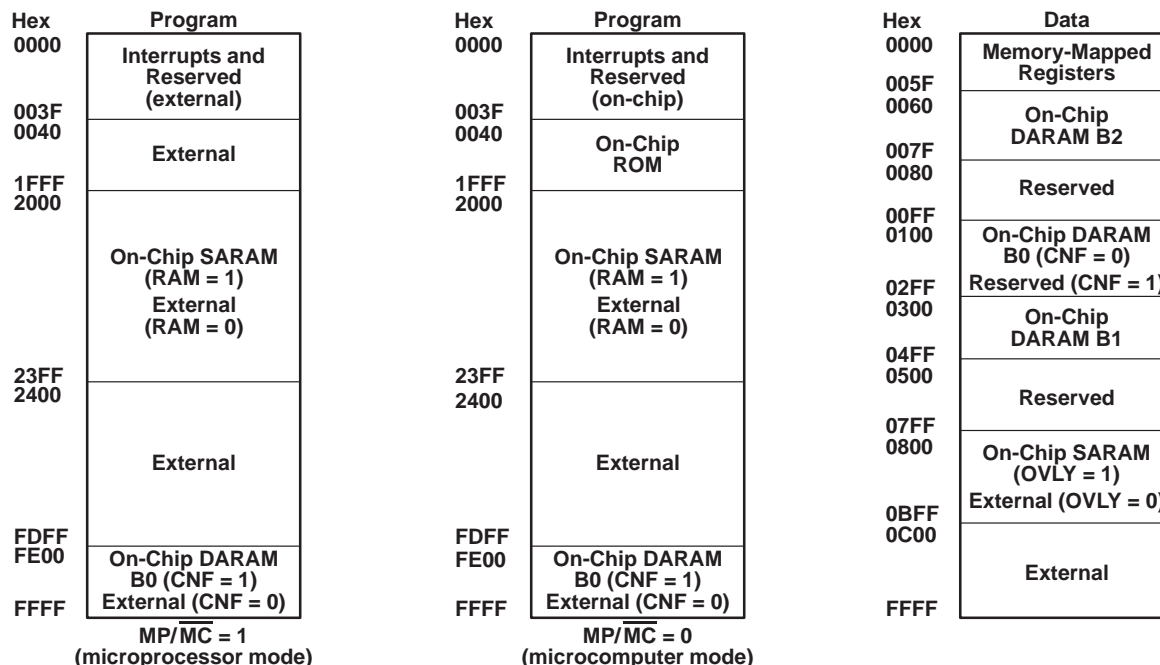 Hex Program
0000
Interrupts and
Reserved
(external)
003F
0040
External
1FFF
2000
On-Chip SARAM
(RAM = 1)
External
(RAM = 0)
23FF
2400
External
FDFF
FE00
On-Chip DARAM
B0 (CNF = 1)
External (CNF = 0)
FFFF
MP/MC = 1
(microprocessor mode)
Hex Program
0000
Interrupts and
Reserved
(on-chip)
003F
0040
On-Chip
ROM
1FFF
2000
On-Chip SARAM
(RAM = 1)
External
(RAM = 0)
23FF
2400
External
FDFF
FE00
On-Chip DARAM
B0 (CNF = 1)
External (CNF = 0)
FFFF
MP/MC = 0
(microcomputer mode)
Hex Data
0000
Memory-Mapped
Registers
005F
0060
On-Chip
DARAM B2
007F
0080
Reserved
00FF
0100
On-Chip DARAM
B0 (CNF = 0)
Reserved (CNF = 1)
02FF
0300
On-Chip
DARAM B1
04FF
0500
Reserved
07FF
0800
On-Chip SARAM
(OVLY = 1)
External (OVLY = 0)
0BFF
0C00
External
FFFF